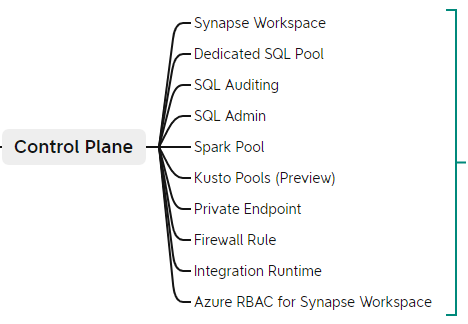 Control Plane
Synapse Workspace
Dedicated SQL Pool
SQL Auditing
SQL Admin
Spark Pool
Kusto Pools (Preview)
Private Endpoint
Firewall Rule
Integration Runtime
Azure RBAC for Synapse Workspace